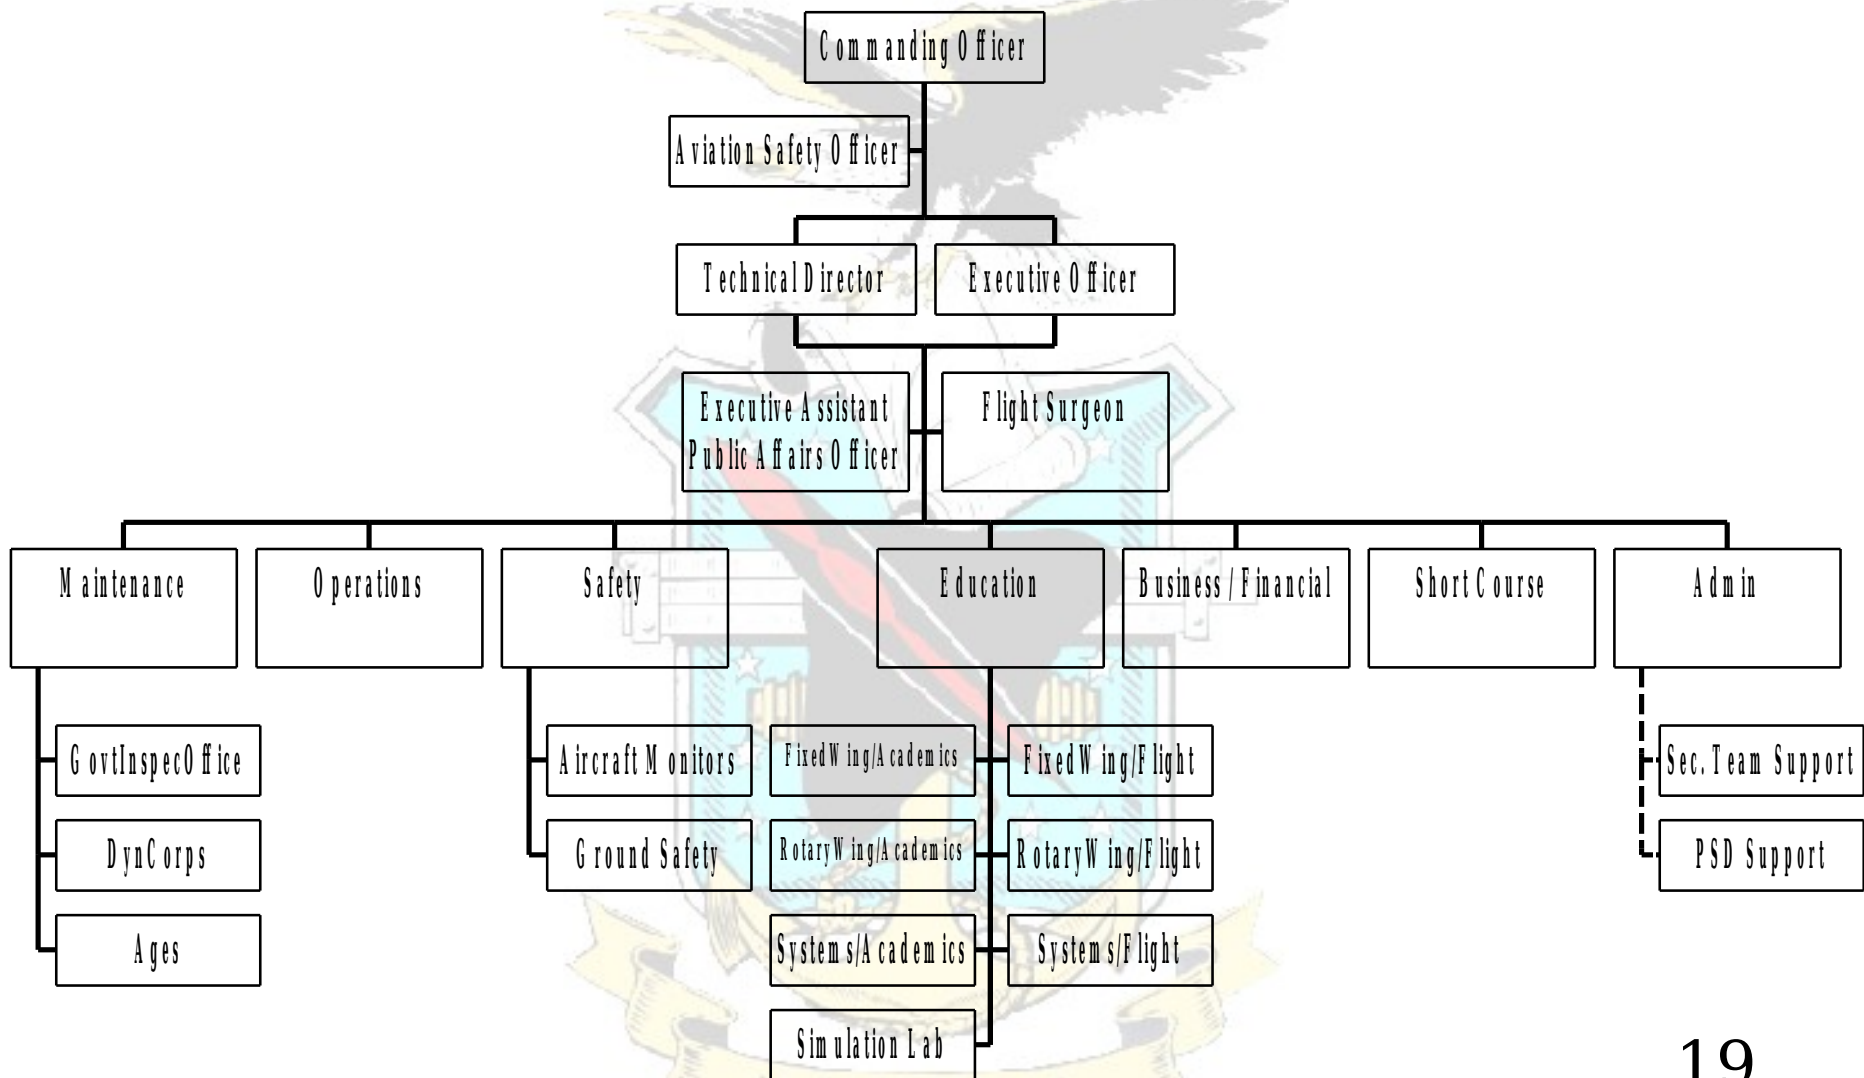 Commanding Officer
Aviation Safety Officer
Technical Director
Executive Officer
Executive Assistant
Public Affairs Officer
Flight Surgeon
Maintenance
Operations
Safety
Education
Business / Financial
Short Course
Admin
GovtInspecOffice
Aircraft Monitors
FixedWing/Academics
FixedWing/Flight
Sec. Team Support
DynCorps
Ground Safety
RotaryWing/Academics
RotaryWing/Flight
PSD Support
Ages
Systems/Academics
Systems/Flight
Simulation Lab
19